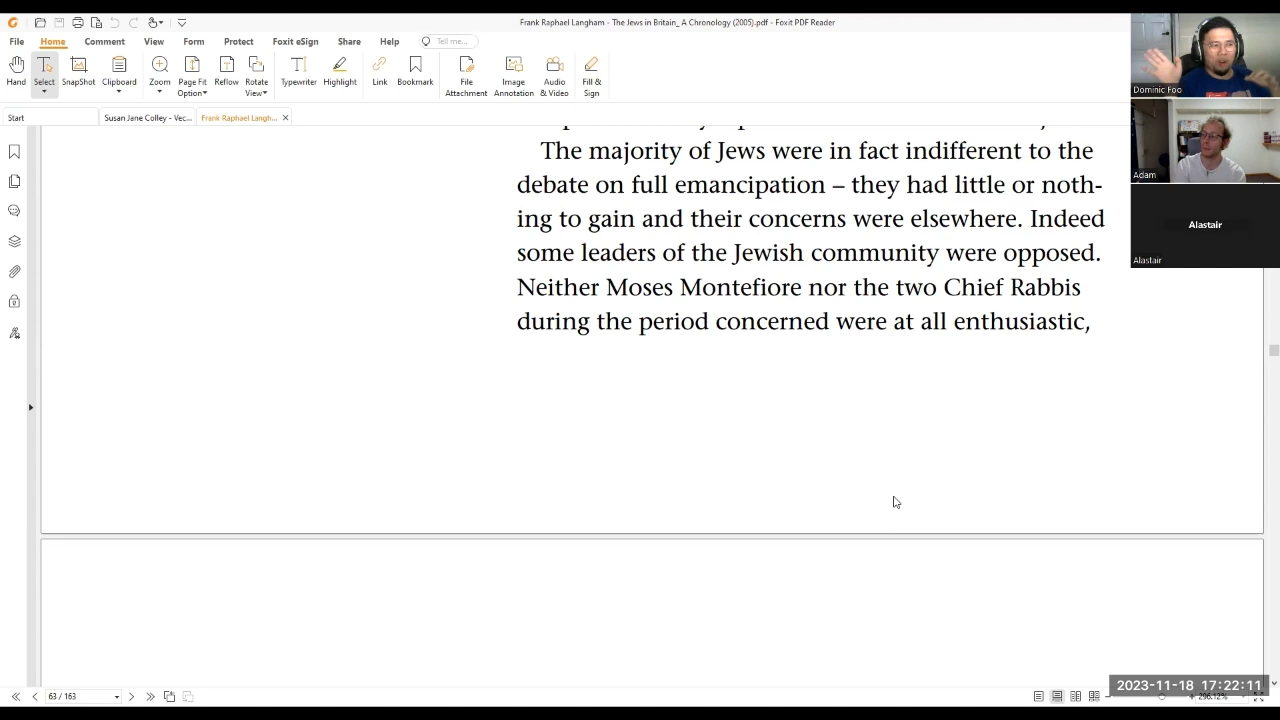 Frank Raphael Langham - The Jews in Britain_ A Chronology (2005).pdf - Foxit PDF Reader
File Home Comment View Form Protect Foxit eSign Share Help Tell me...
Hand Select SnapShot Clipboard Zoom Page Fit Option Reflow Rotate View Typewriter Highlight Link Bookmark File Attachment Image Annotation Audio & Video Fill & Sign
Start Susan Jane Colley - Vec... Frank Raphael Langh...
The majority of Jews were in fact indifferent to the
debate on full emancipation – they had little or noth-
ing to gain and their concerns were elsewhere. Indeed
some leaders of the Jewish community were opposed.
Neither Moses Montefiore nor the two Chief Rabbis
during the period concerned were at all enthusiastic,
Dominic Foo
Adam
Alastair
Alastair
63 / 163
2023-11-18 17:22:11